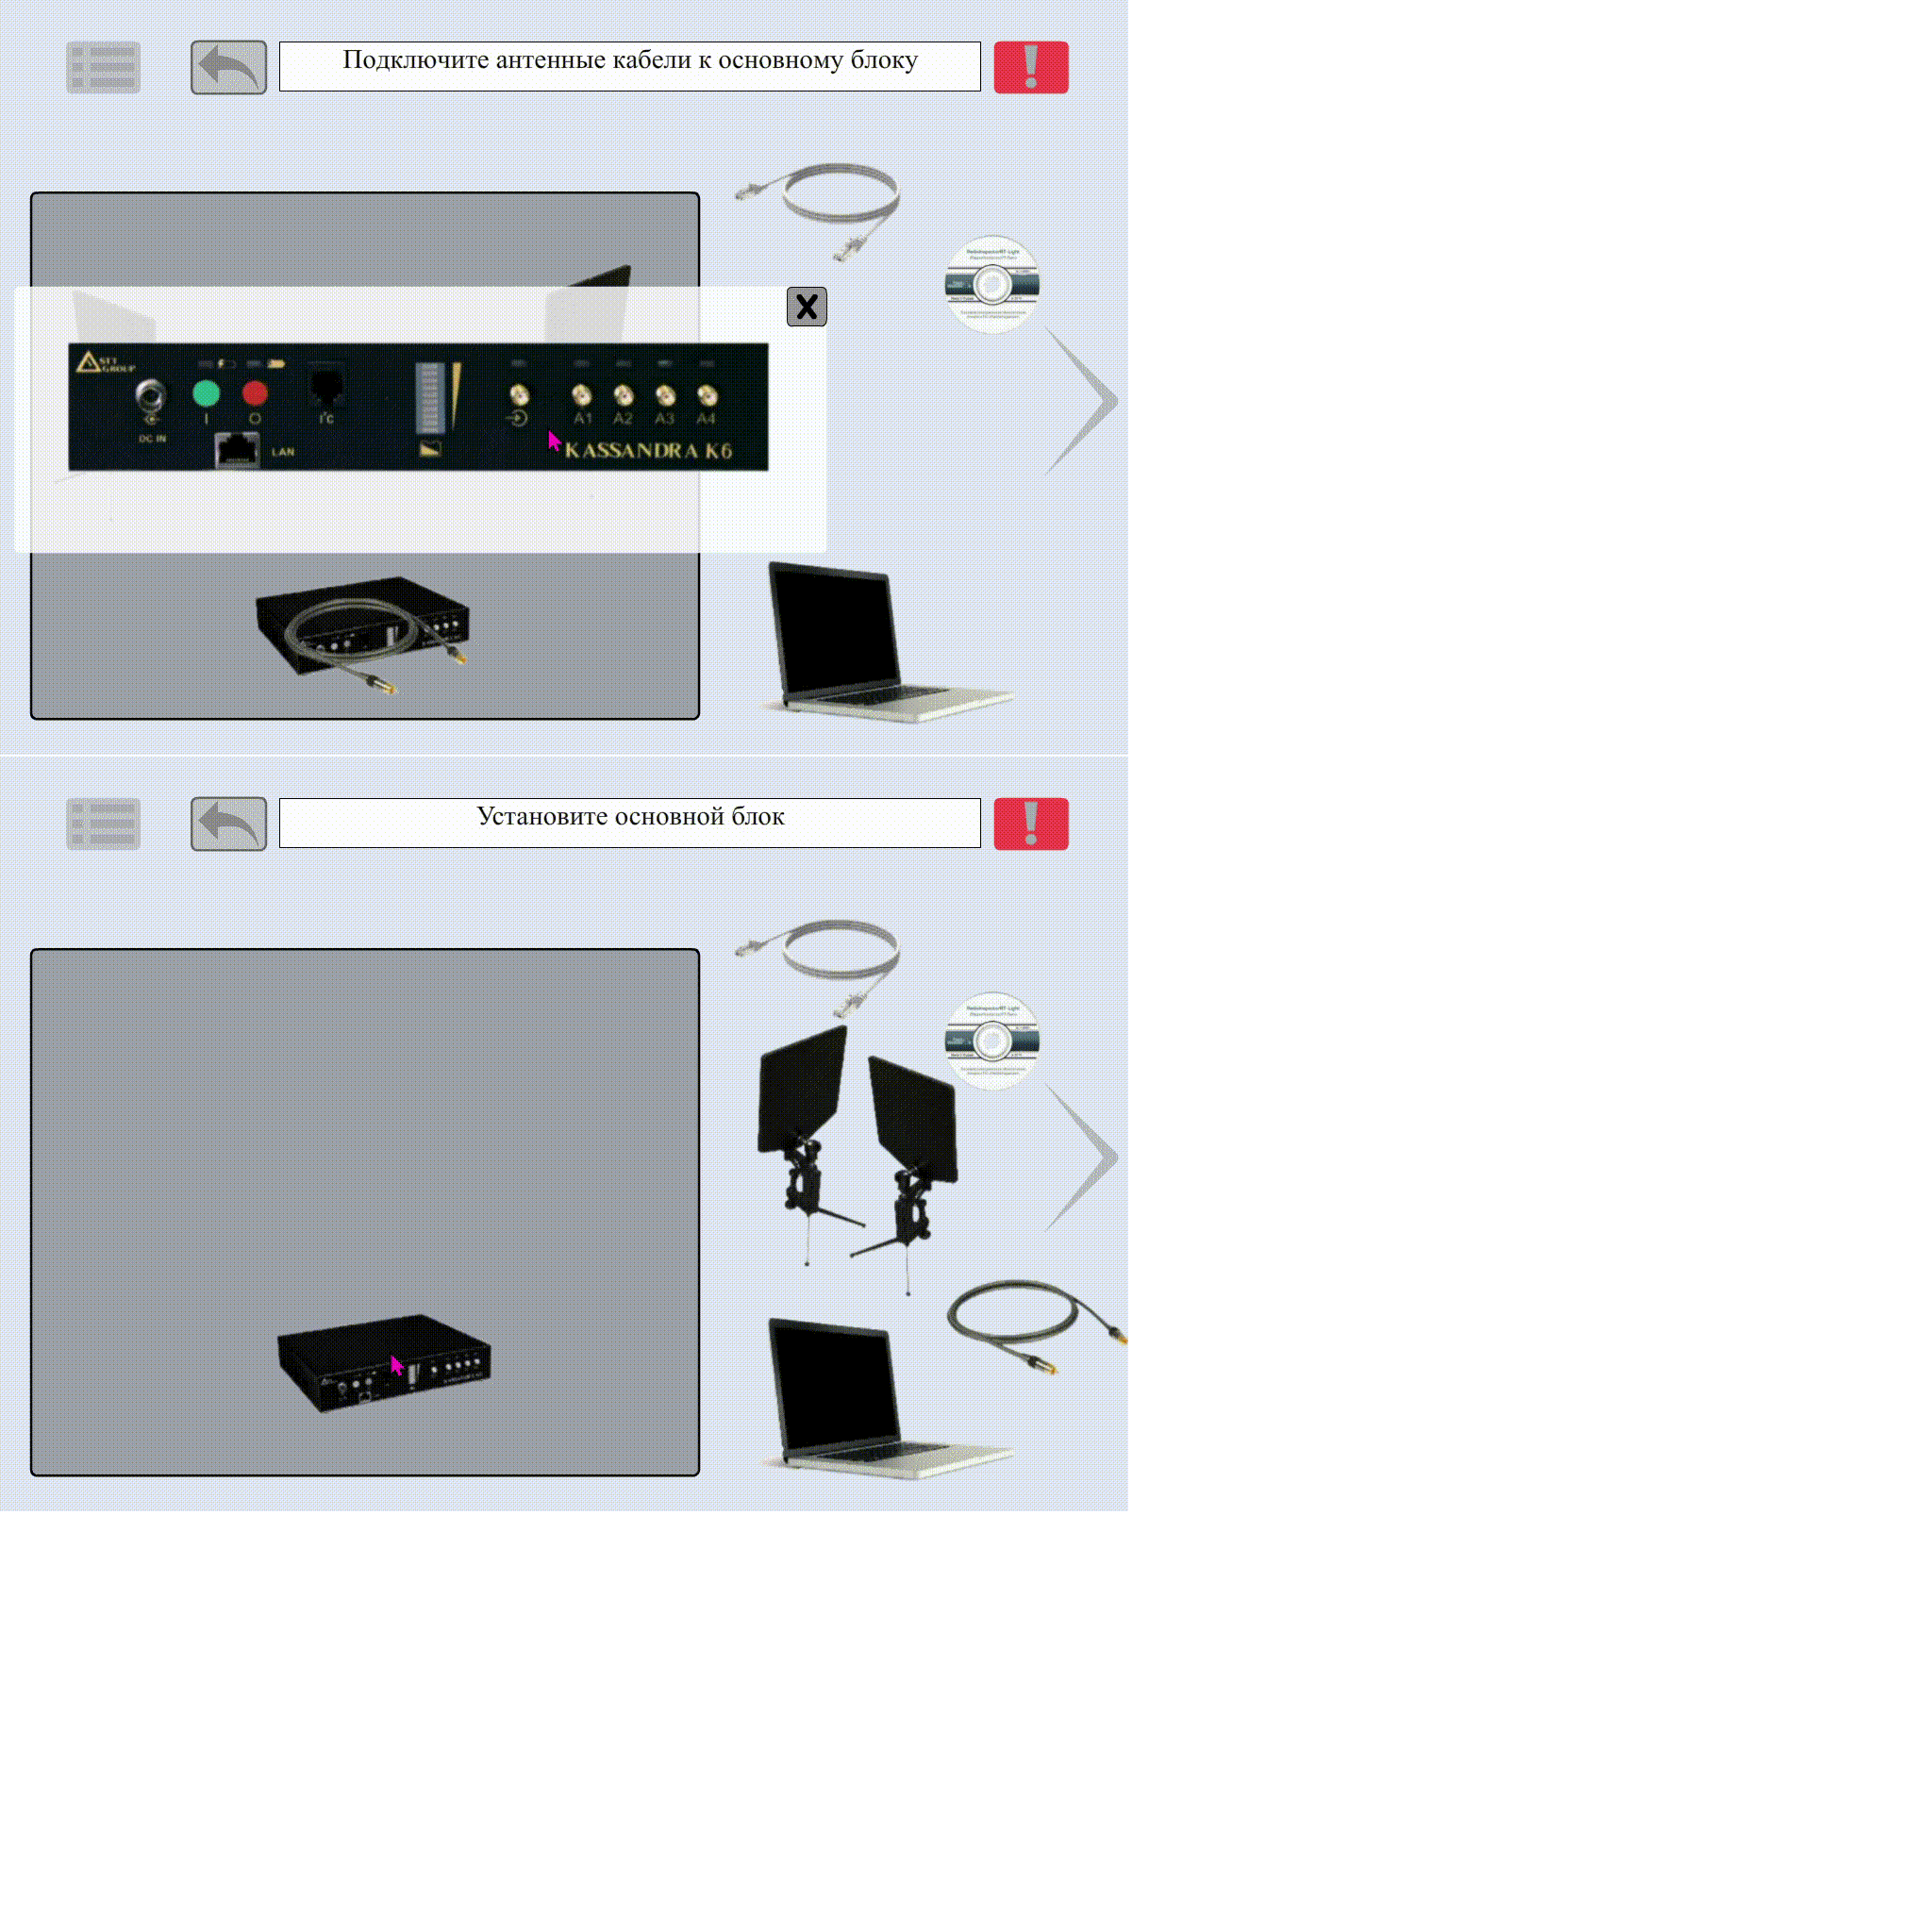 Подключите антенные кабели к основному блоку
STT
GROUP
I
O
I²C
A1 A2 A3 A4
DC IN
LAN
KASSANDRA K6
X
Установите основной блок